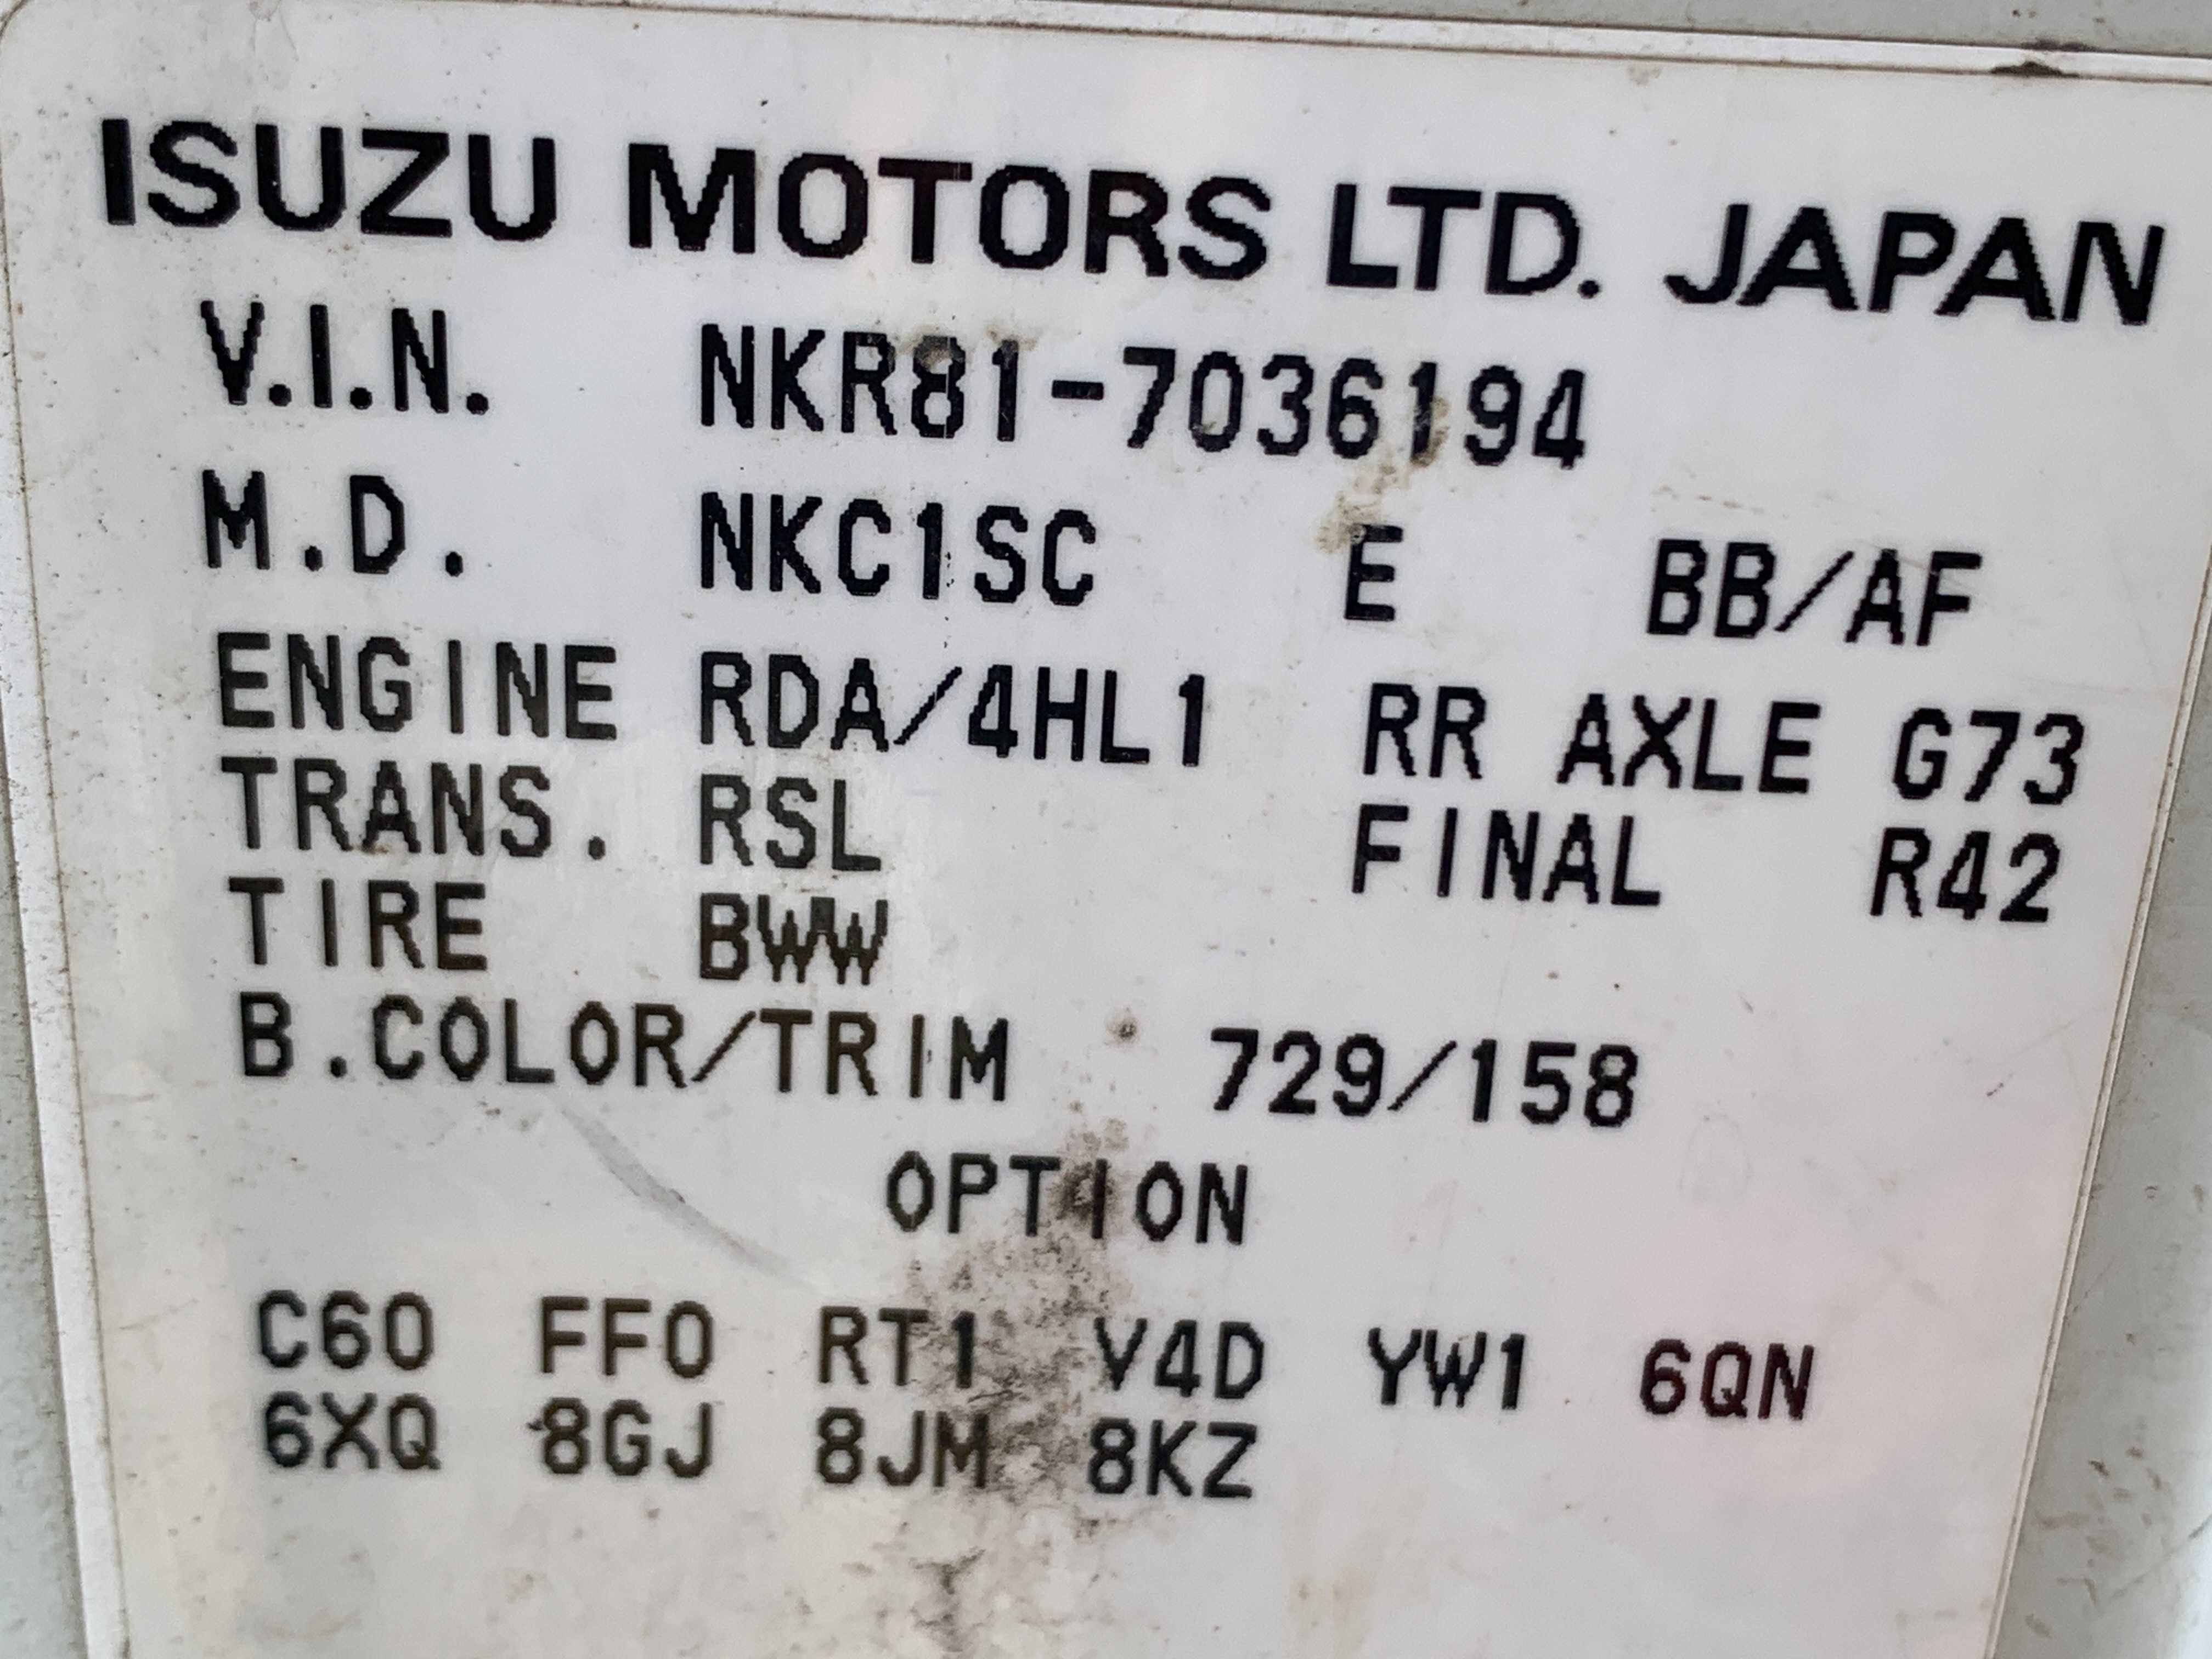 ISUZU MOTORS LTD. JAPAN
V.I.N. NKR81-7036194
M.D. NKC1SC E BB/AF
ENGINE RDA/4HL1 RR AXLE G73
TRANS. RSL FINAL R42
TIRE BWW
B.COLOR/TRIM 729/158
OPTION
C60 FF0 RT1 V4D YW1 6QN
6XQ 8GJ 8JM 8KZ